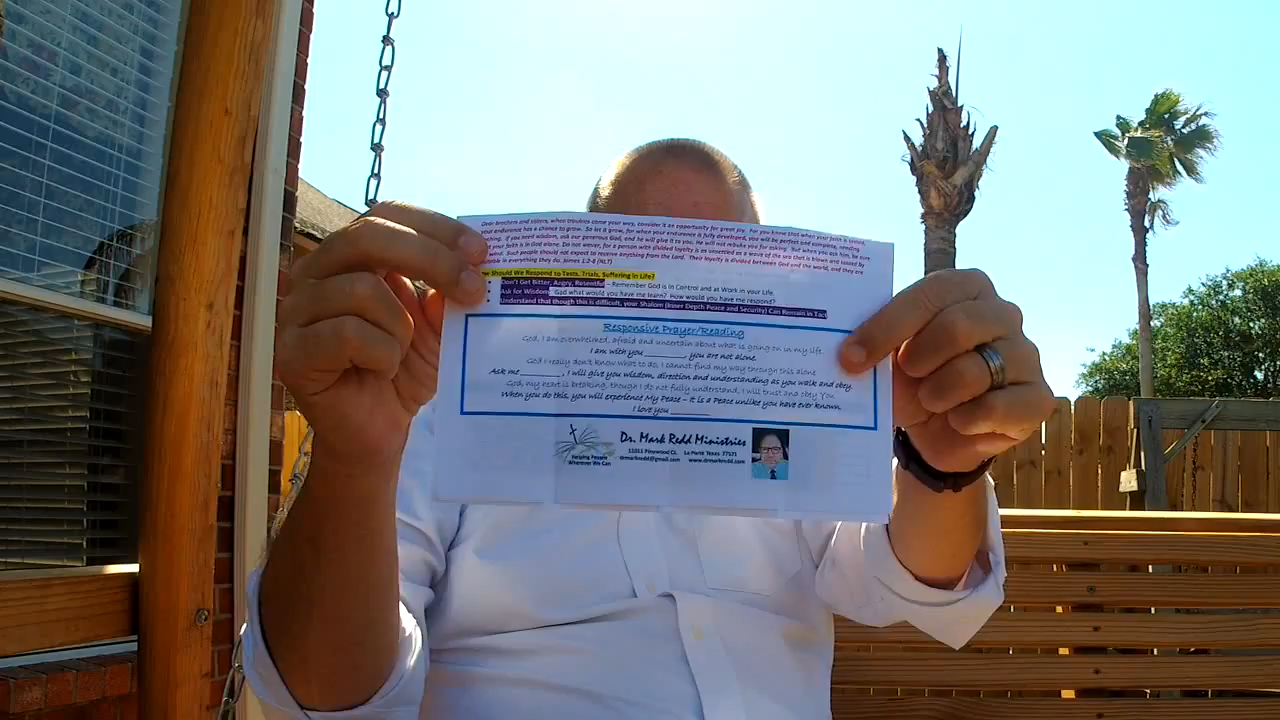 Dear brothers and sisters, when troubles come your way, consider it an opportunity for great joy. For you know that when your faith is tested,
your endurance has a chance to grow. So let it grow, for when your endurance is fully developed, you will be perfect and complete, needing
thing. If you need wisdom, ask our generous God, and he will give it to you. He will not rebuke you for asking. But when you ask him, be sure
your faith is in God alone. Do not waver, for a person with divided loyalty is as unsettled as a wave of the sea that is blown and tossed by
wind. Such people should not expect to receive anything from the Lord. Their loyalty is divided between God and the world, and they are
in everything they do. James 1:2-8 (NLT)
Should We Respond to Tests, Trials, Suffering in Life?
Don't Get Bitter, Angry, Resentful – Remember God is in Control and at Work in your Life.
Ask for Wisdom. God what would you have me learn? How would you have me respond?
Understand that though this is difficult, your Shalom (Inner Depth Peace and Security) Can Remain in Tact
Responsive Prayer/Reading
God, I am overwhelmed, afraid and uncertain about what is going on in my life.
I am with you ________, you are not alone.
God I really don't know what to do, I cannot find my way through this alone
Ask me ________, I will give you wisdom, direction and understanding as you walk and obey.
God, my heart is breaking, though I do not fully understand, I will trust and obey You
When you do this, you will experience My Peace – it is a Peace unlike you have ever known.
I love you ________
Dr. Mark Redd Ministries
11011 Pinewood Ct. La Porte Texas 77571
drmarkredd@gmail.com www.drmarkredd.com
Helping People
Wherever We Can